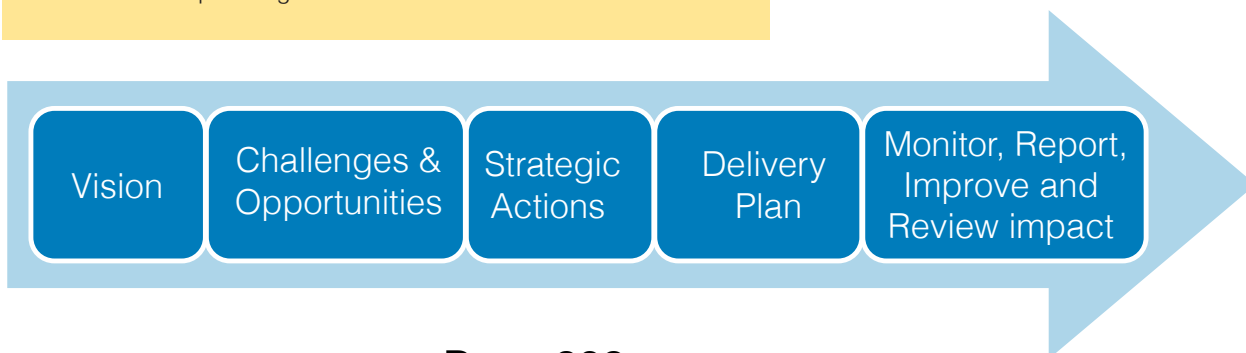 Vision
Challenges &
Opportunities
Strategic
Actions
Delivery
Plan
Monitor, Report,
Improve and
Review impact